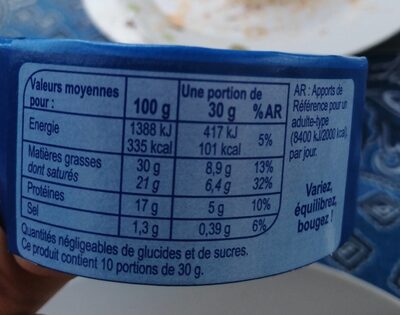 Valeurs moyennes pour :
100 g
Une portion de 30 g
%AR
Energie
1388 kJ
417 kJ
335 kcal
101 kcal
5%
Matières grasses
30 g
8,9 g
13%
dont saturés
21 g
6,4 g
32%
Protéines
17 g
5 g
10%
Sel
1,3 g
0,39 g
6%
Quantités négligeables de glucides et de sucres.
Ce produit contient 10 portions de 30 g.
AR : Apports de
Référence pour un
adulte-type
(8400 kJ/2000 kcal)
par jour.
Variez,
équilibrez,
bougez !